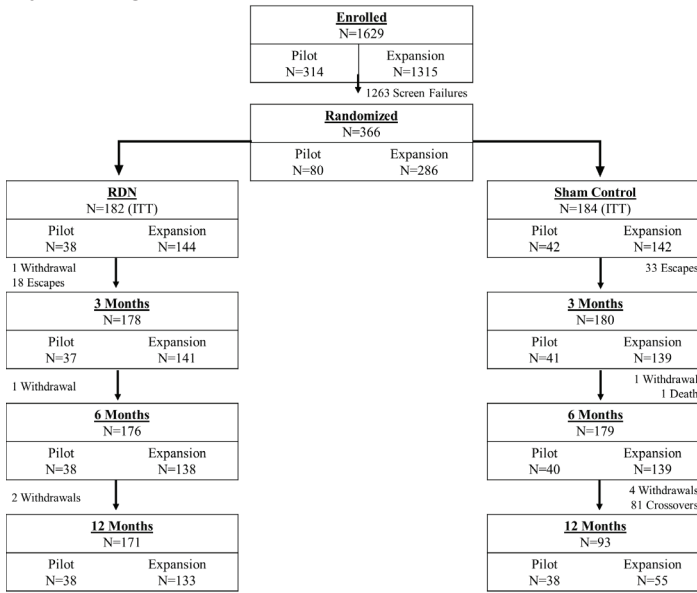 Enrolled
N=1629
Pilot Expansion
N=314 N=1315
1263 Screen Failures
Randomized
N=366
Pilot Expansion
N=80 N=286
RDN
N=182 (ITT)
Pilot Expansion
N=38 N=144
Sham Control
N=184 (ITT)
Pilot Expansion
N=42 N=142
1 Withdrawal
18 Escapes
33 Escapes
3 Months
N=178
Pilot Expansion
N=37 N=141
3 Months
N=180
Pilot Expansion
N=41 N=139
1 Withdrawal
1 Withdrawal
1 Death
6 Months
N=176
Pilot Expansion
N=38 N=138
6 Months
N=179
Pilot Expansion
N=40 N=139
2 Withdrawals
4 Withdrawals
81 Crossovers
12 Months
N=171
Pilot Expansion
N=38 N=133
12 Months
N=93
Pilot Expansion
N=38 N=55